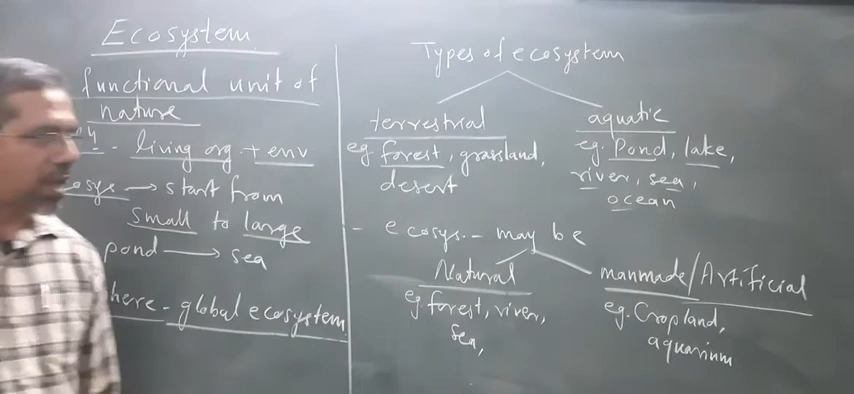 Ecosystem
functional unit of
nature
- living org. + env
→ start from
small to large
pond → sea
- global ecosystem
Types of ecosystem
terrestrial
eg. forest, grassland,
desert
aquatic
eg. Pond, lake,
river, sea,
ocean
- ecosys. - may be
Natural
eg forest, river,
sea,
manmade/Artificial
eg. Cropland,
aquarium